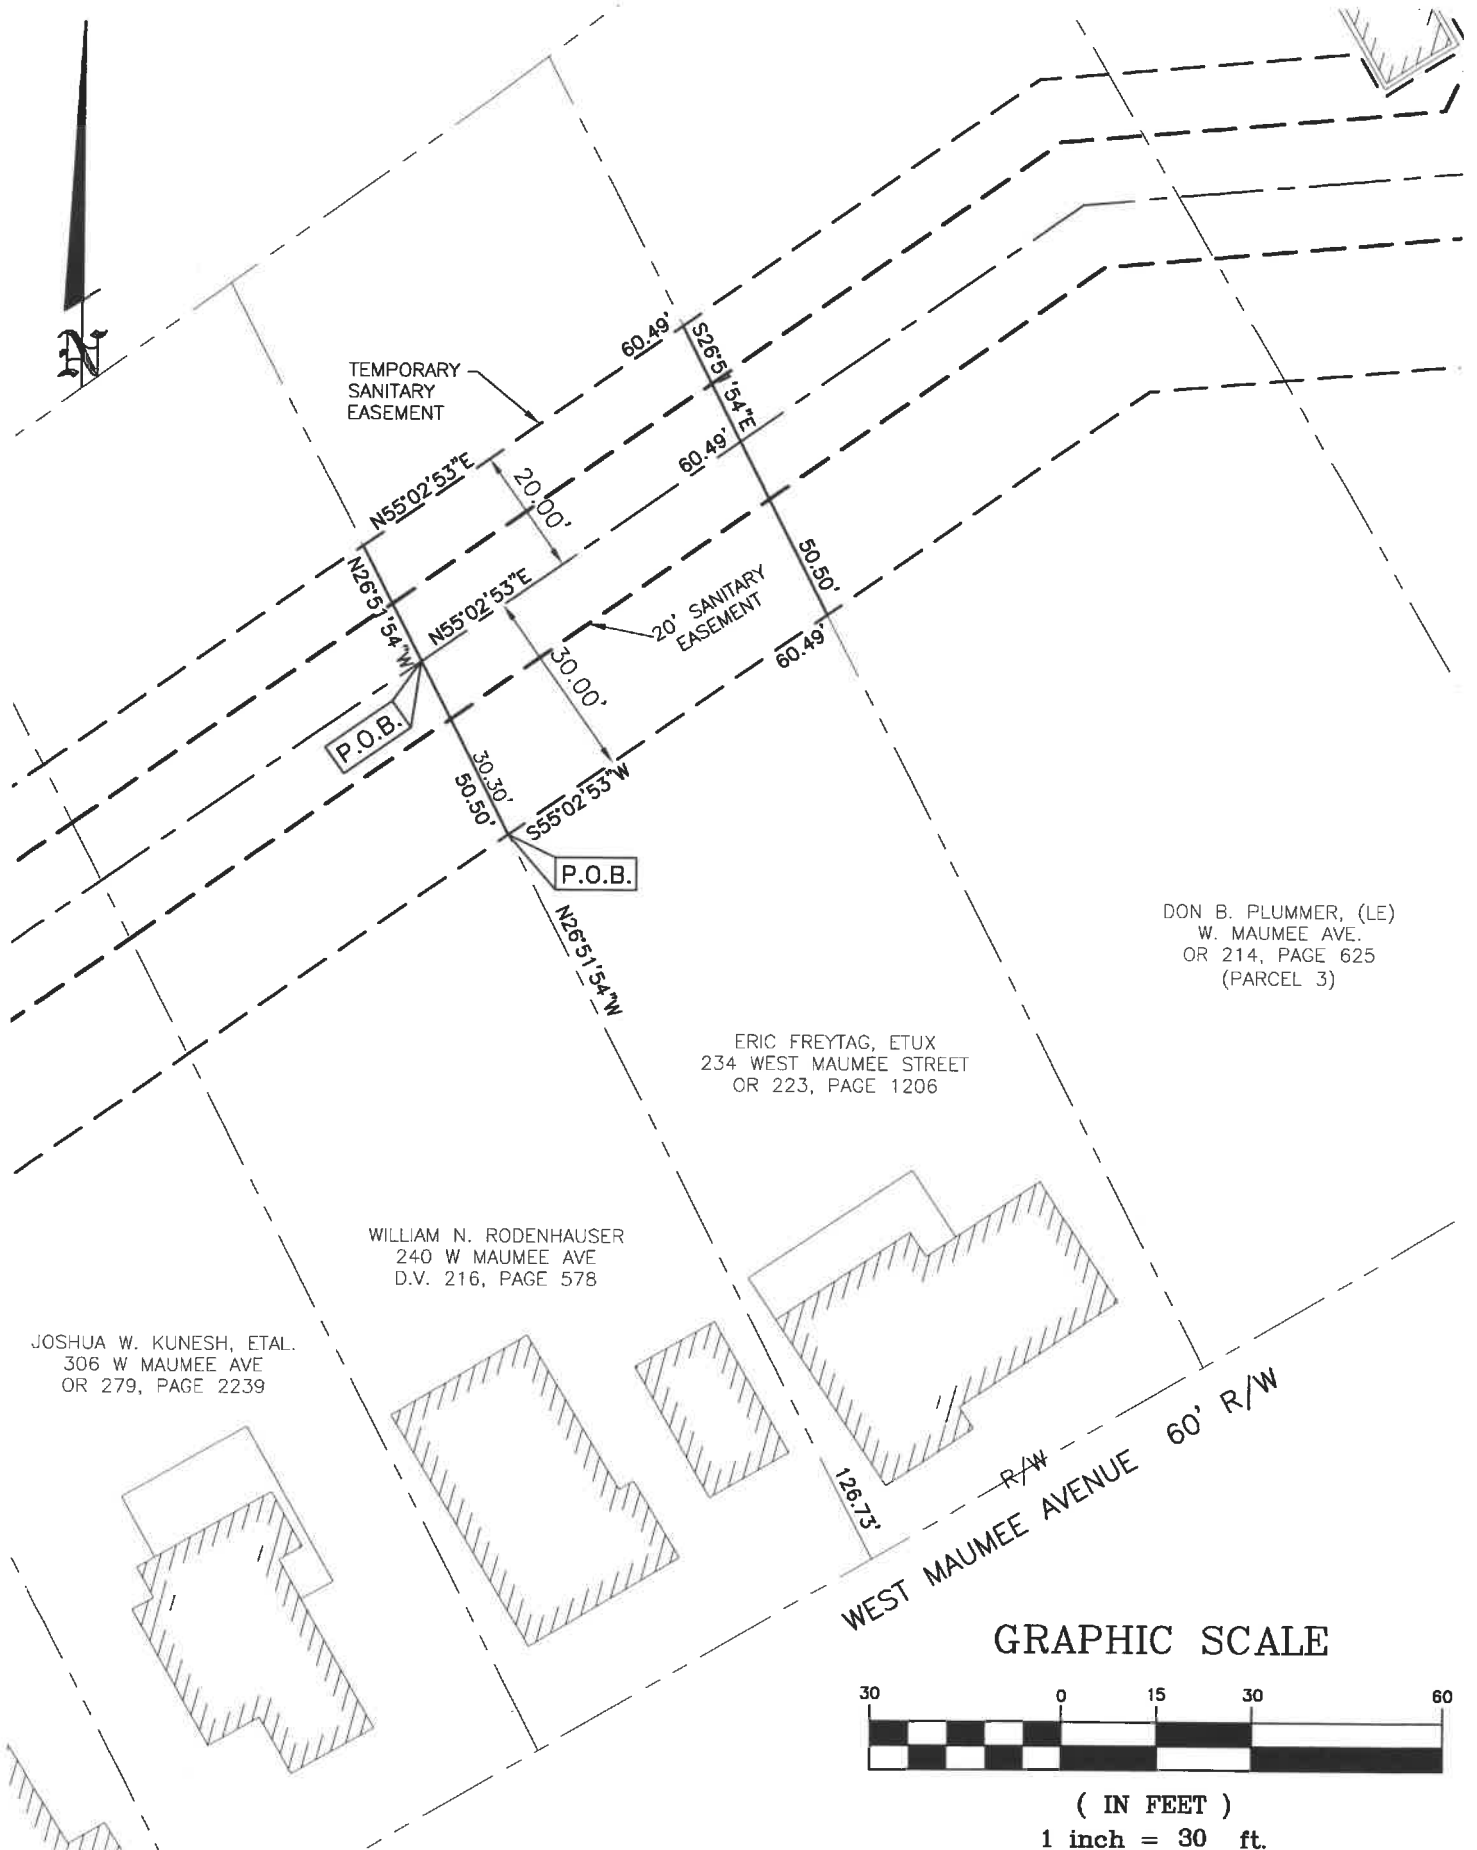 N
60.49'
S26°51'54"E
TEMPORARY
SANITARY
EASEMENT
N55°02'53"E
20.00'
60.49'
N26°51'54"W
N55°02'53"E
50.50'
20' SANITARY
EASEMENT
30.00'
60.49'
P.O.B.
30.30'
50.50'
S55°02'53"W
P.O.B.
N26°51'54"W
DON B. PLUMMER, (LE)
W. MAUMEE AVE.
OR 214, PAGE 625
(PARCEL 3)
ERIC FREYTAG, ETUX
234 WEST MAUMEE STREET
OR 223, PAGE 1206
WILLIAM N. RODENHAUSER
240 W MAUMEE AVE
D.V. 216, PAGE 578
JOSHUA W. KUNESH, ETAL.
306 W MAUMEE AVE
OR 279, PAGE 2239
126.73'
R/W
WEST MAUMEE AVENUE 60' R/W
GRAPHIC SCALE
30 0 15 30 60
( IN FEET )
1 inch = 30 ft.